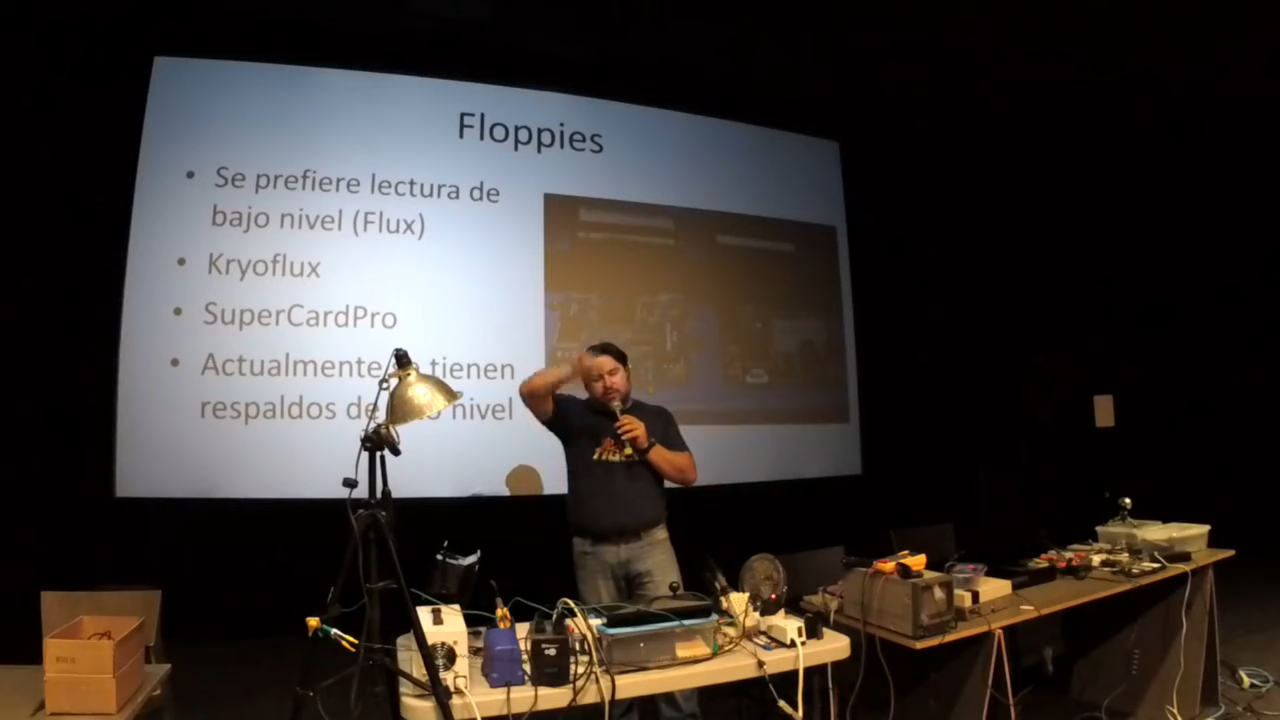 Floppies
• Se prefiere lectura de
bajo nivel (Flux)
• Kryoflux
• SuperCardPro
• Actualmente tienen
respaldos de nivel